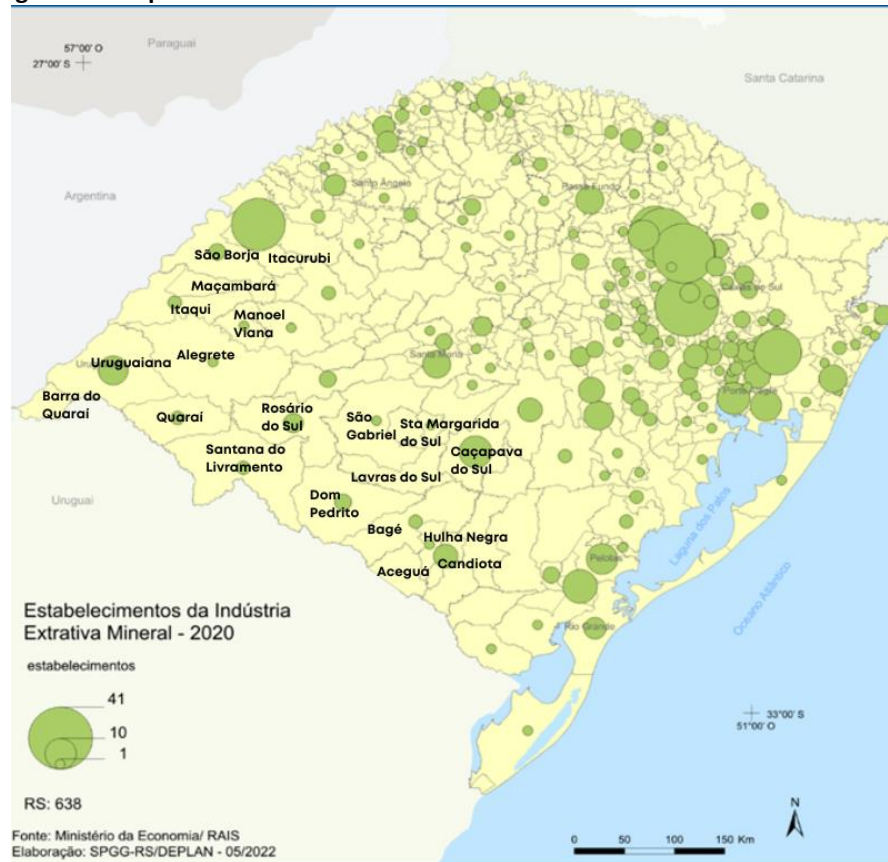 57°00' O
27°00' S
Paraguai
Santa Catarina
Argentina
Santo Ângelo
Passo Fundo
São Borja
Itacurubi
Maçambará
Caxias do Sul
Itaqui
Manoel
Viana
Santa Maria
Uruguaiana
Alegrete
Porto Alegre
Barra do
Quaraí
Quaraí
Rosário
do Sul
São
Gabriel
Sta Margarida
do Sul
Caçapava
do Sul
Santana do
Livramento
Lavras do Sul
Uruguai
Dom
Pedrito
Bagé
Hulha Negra
Candiota
Aceguá
Laguna dos Patos
Pelotas
Oceano Atlântico
Rio Grande
Estabelecimentos da Indústria
Extrativa Mineral - 2020
estabelecimentos
41
10
1
33°00' S
51°00' O
RS: 638
N
Fonte: Ministério da Economia/ RAIS
Elaboração: SPGG-RS/DEPLAN - 05/2022
0 50 100 150 Km